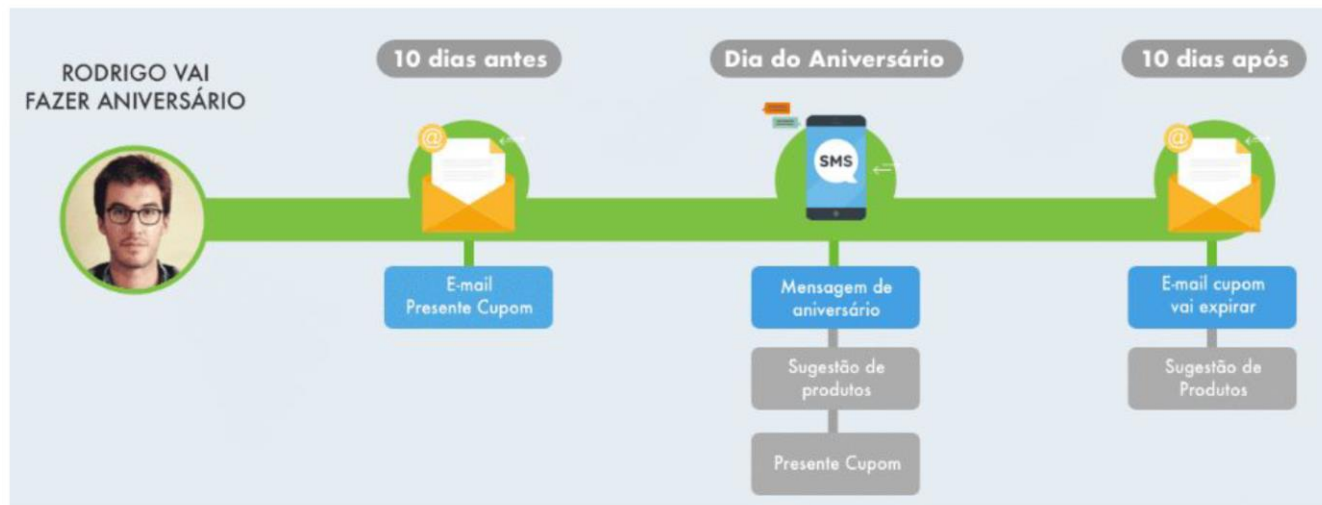 RODRIGO VAI
FAZER ANIVERSÁRIO
10 dias antes
@
E-mail
Presente Cupom
Dia do Aniversário
SMS
Mensagem de
aniversário
Sugestão de
produtos
Presente Cupom
10 dias após
@
E-mail cupom
vai expirar
Sugestão de
Produtos